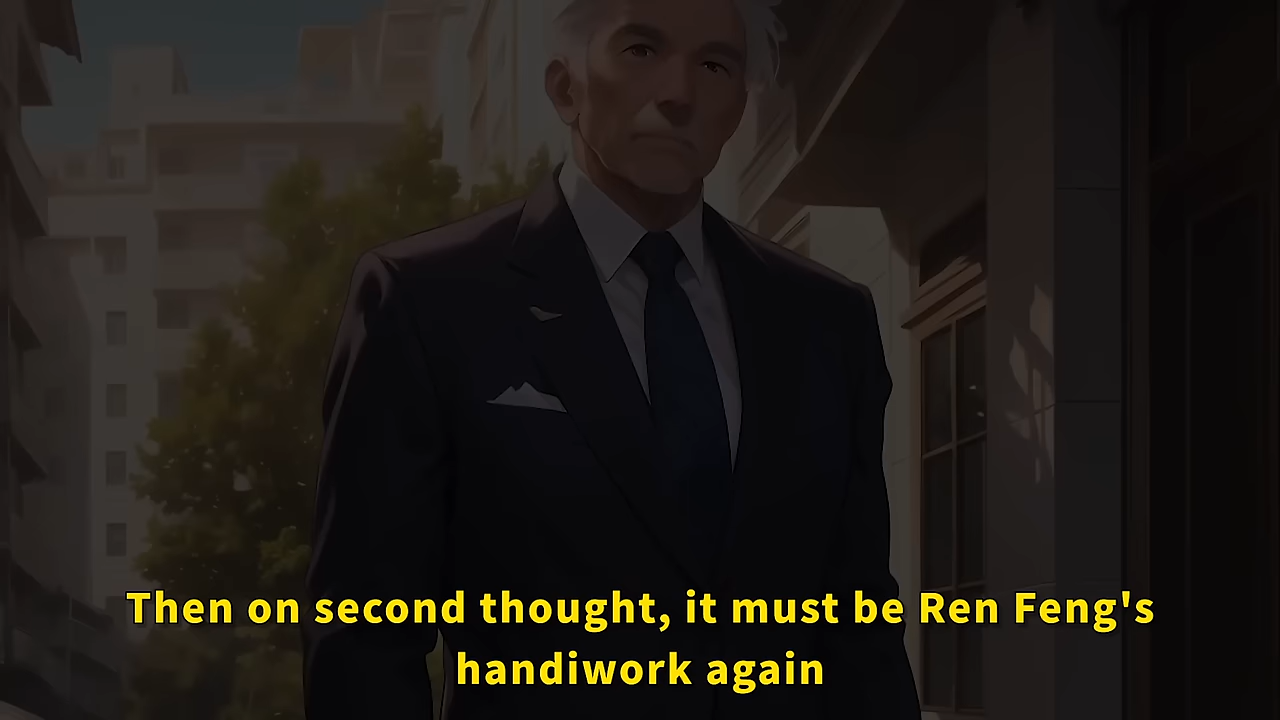 Then on second thought, it must be Ren Feng's
handiwork again